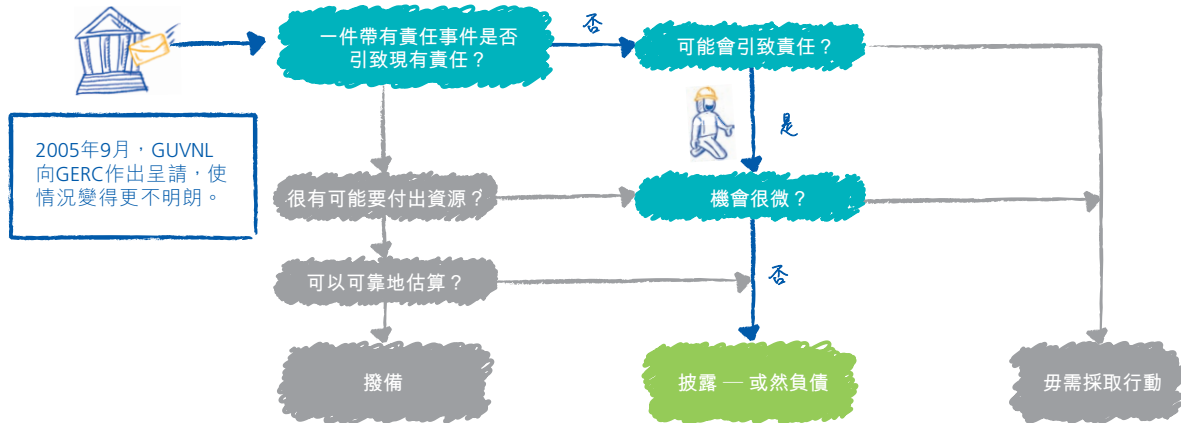 一件帶有責任事件是否
引致現有責任？
否
可能會引致責任？
是
2005年9月，GUVNL
向GERC作出呈請，使
情況變得更不明朗。
很有可能要付出資源？
機會很微？
可以可靠地估算？
否
撥備
披露 — 或然負債
毋需採取行動